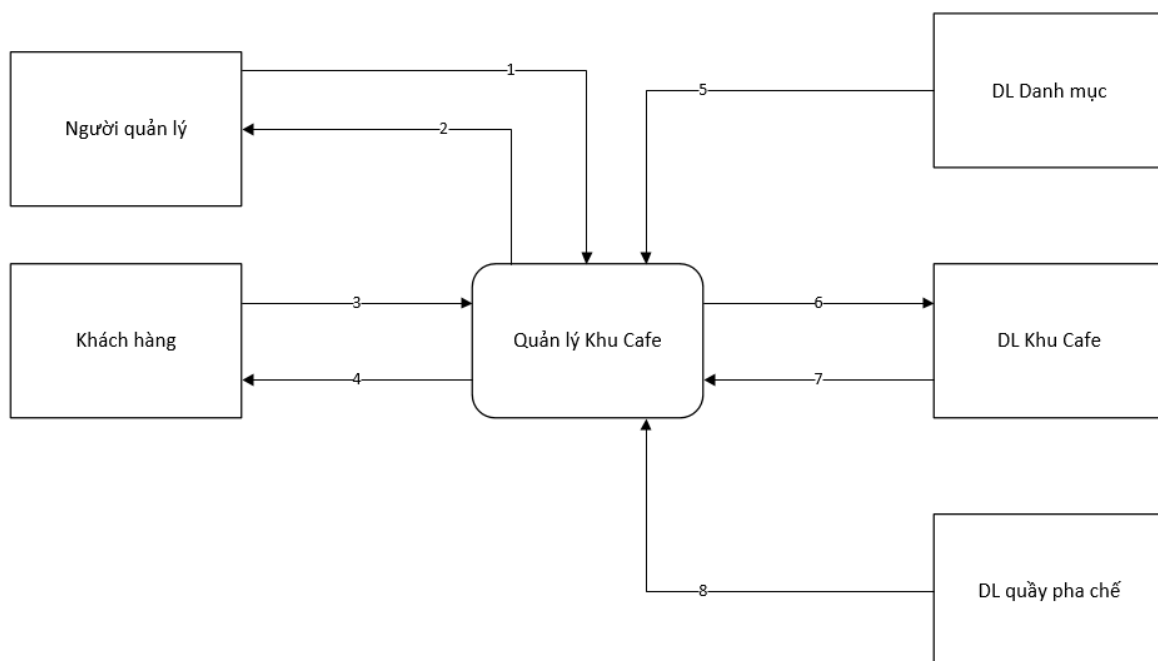 Người quản lý
1
2
5
DL Danh mục
Khách hàng
3
4
Quản lý Khu Cafe
6
7
DL Khu Cafe
8
DL quầy pha chế